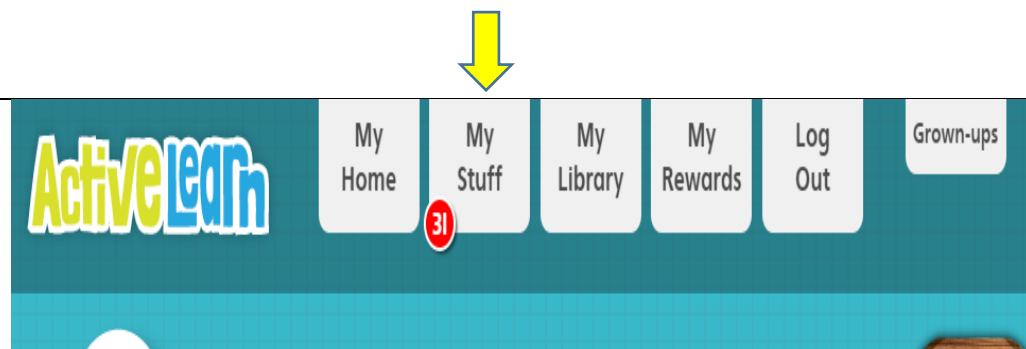 ActiveLearn
My Home
My Stuff
31
My Library
My Rewards
Log Out
Grown-ups